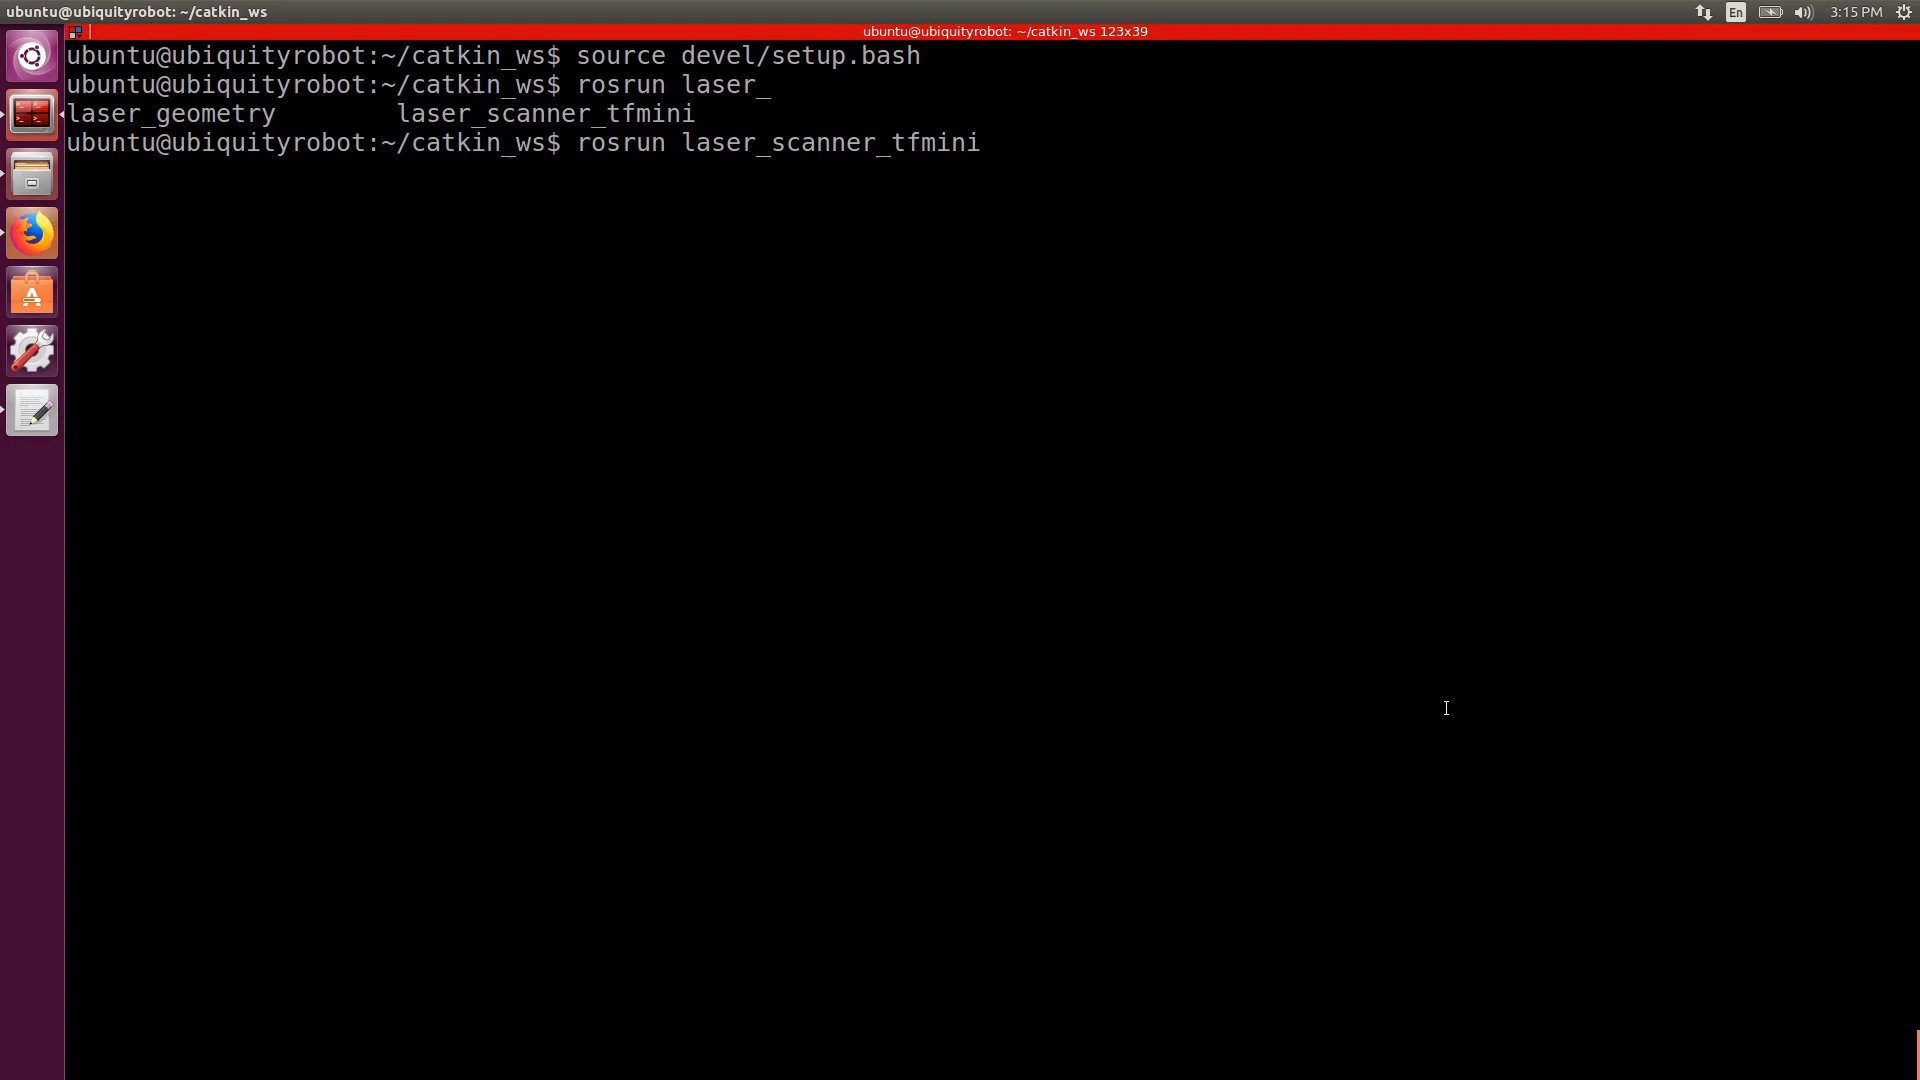 ubuntu@ubiquityrobot: ~/catkin_ws
En
3:15 PM
ubuntu@ubiquityrobot: ~/catkin_ws 123x39
ubuntu@ubiquityrobot:~/catkin_ws$ source devel/setup.bash
ubuntu@ubiquityrobot:~/catkin_ws$ rosrun laser_
laser_geometry        laser_scanner_tfmini
ubuntu@ubiquityrobot:~/catkin_ws$ rosrun laser_scanner_tfmini